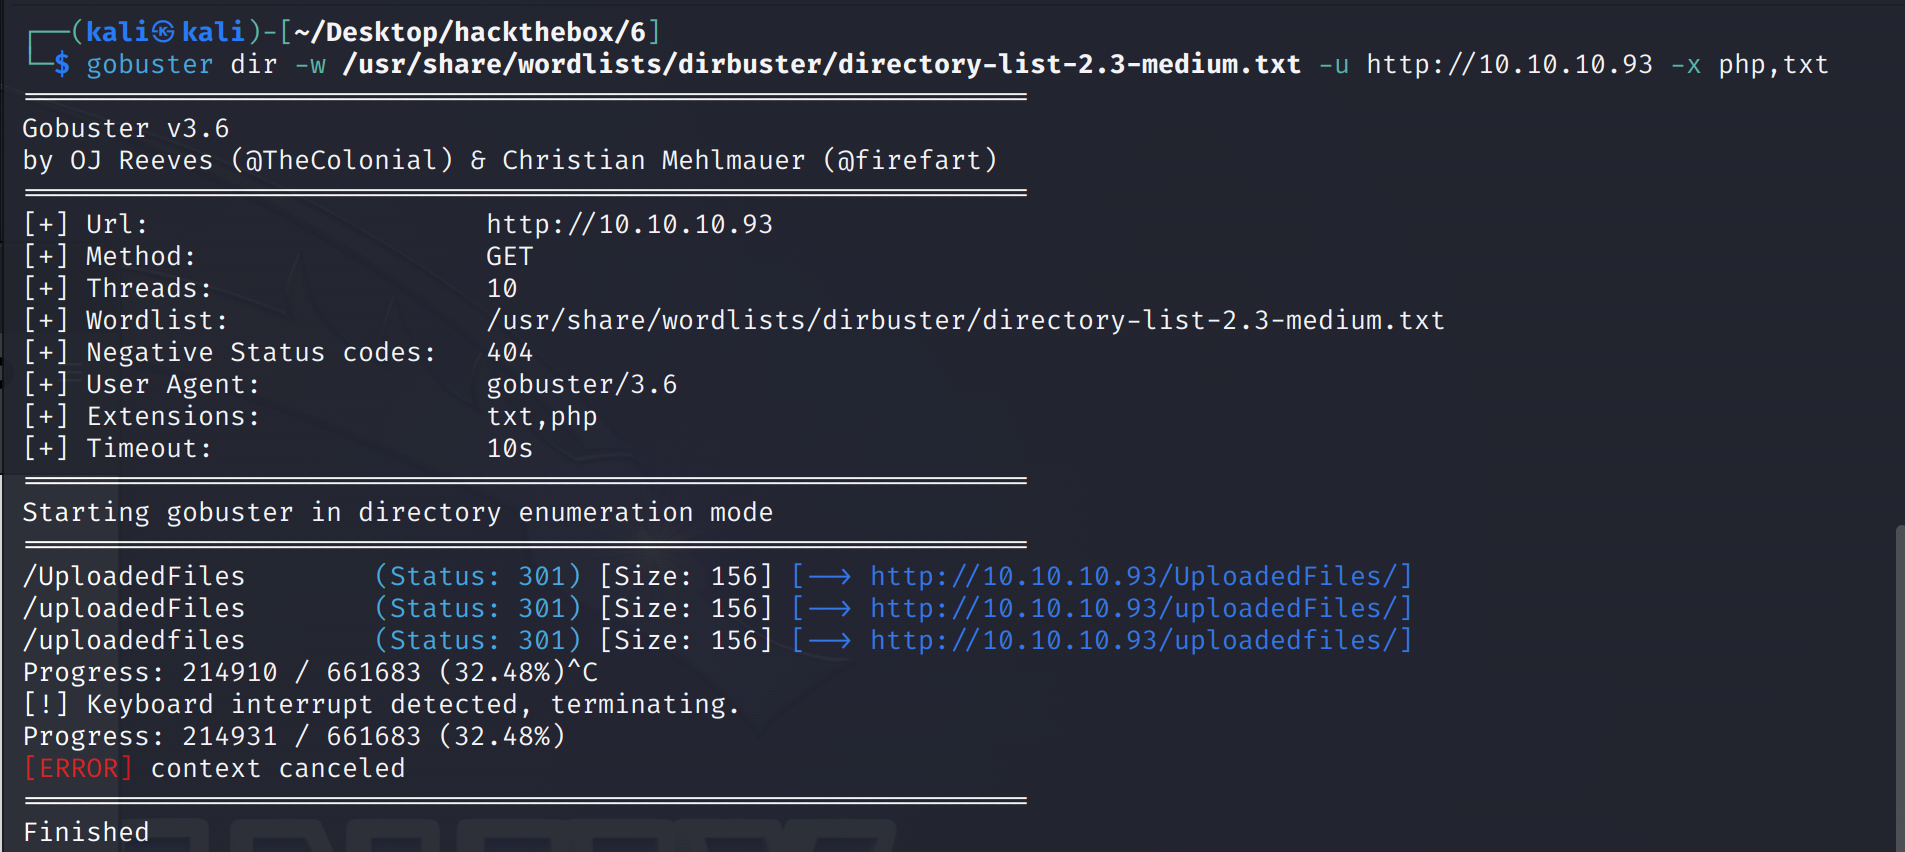 ┌──(kali㉿kali)-[~/Desktop/hackthebox/6]
└─$ gobuster dir -w /usr/share/wordlists/dirbuster/directory-list-2.3-medium.txt -u http://10.10.10.93 -x php,txt
===============================================================
Gobuster v3.6
by OJ Reeves (@TheColonial) & Christian Mehlmauer (@firefart)
===============================================================
[+] Url:                     http://10.10.10.93
[+] Method:                  GET
[+] Threads:                 10
[+] Wordlist:                /usr/share/wordlists/dirbuster/directory-list-2.3-medium.txt
[+] Negative Status codes:   404
[+] User Agent:              gobuster/3.6
[+] Extensions:              txt,php
[+] Timeout:                 10s
===============================================================
Starting gobuster in directory enumeration mode
===============================================================
/UploadedFiles        (Status: 301) [Size: 156] [--> http://10.10.10.93/UploadedFiles/]
/uploadedFiles        (Status: 301) [Size: 156] [--> http://10.10.10.93/uploadedFiles/]
/uploadedfiles        (Status: 301) [Size: 156] [--> http://10.10.10.93/uploadedfiles/]
Progress: 214910 / 661683 (32.48%)^C
[!] Keyboard interrupt detected, terminating.
Progress: 214931 / 661683 (32.48%)
[ERROR] context canceled
===============================================================
Finished